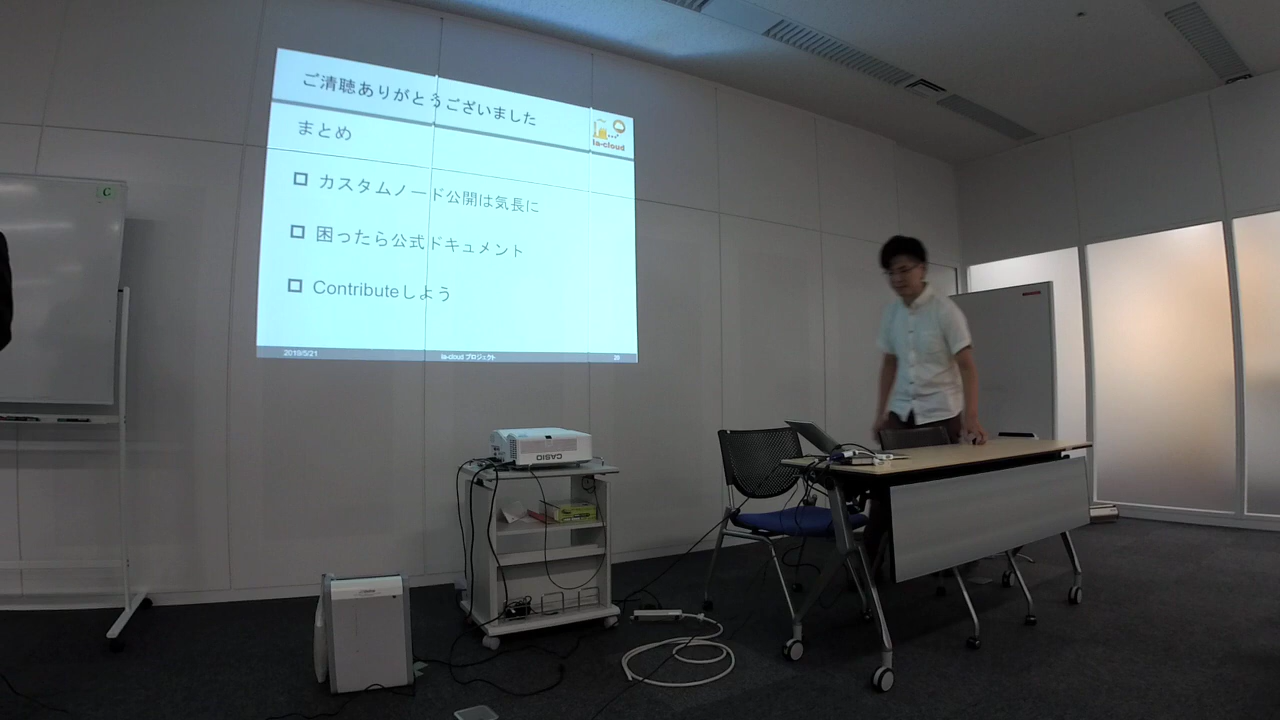 ご清聴ありがとうございました
la-cloud
まとめ
カスタムノード公開は気長に
困ったら公式ドキュメント
Contributeしよう
2019/5/21
la-cloud プロジェクト
C
CASIO